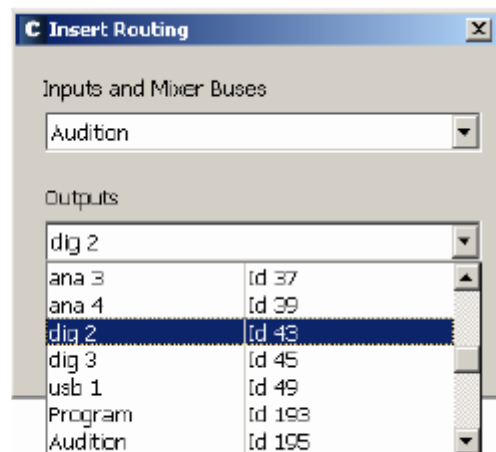 C Insert Routing
Inputs and Mixer Buses
Audition
Outputs
dig 2
ana 3 Id 37
ana 4 Id 39
dig 2 Id 43
dig 3 Id 45
usb 1 Id 49
Program Id 193
Audition Id 195